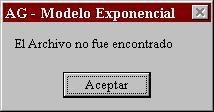 AG - Modelo Exponencial
El Archivo no fue encontrado
Aceptar